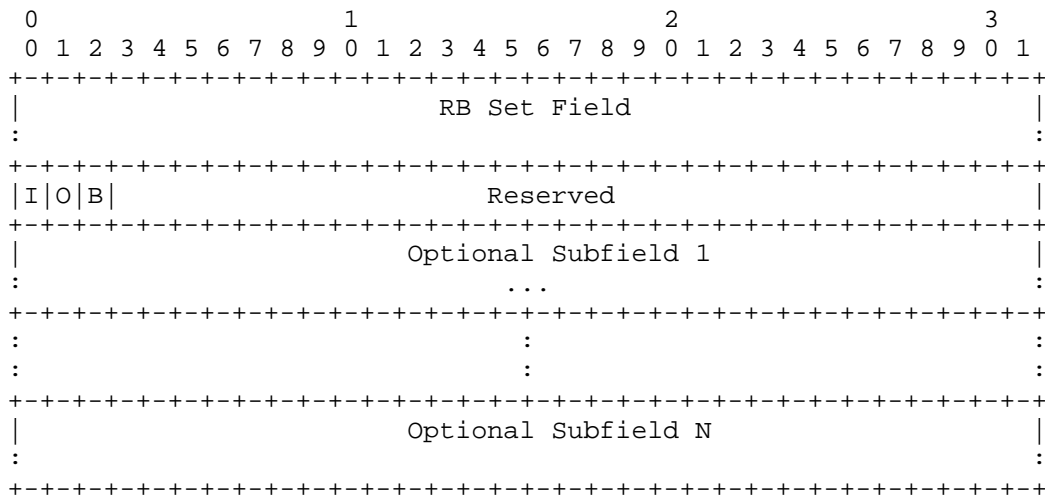 0                   1                   2                   3
 0 1 2 3 4 5 6 7 8 9 0 1 2 3 4 5 6 7 8 9 0 1 2 3 4 5 6 7 8 9 0 1
+-+-+-+-+-+-+-+-+-+-+-+-+-+-+-+-+-+-+-+-+-+-+-+-+-+-+-+-+-+-+-+-+
|                          RB Set Field                         |
:                                                               :
+-+-+-+-+-+-+-+-+-+-+-+-+-+-+-+-+-+-+-+-+-+-+-+-+-+-+-+-+-+-+-+-+
|I|O|B|                       Reserved                          |
+-+-+-+-+-+-+-+-+-+-+-+-+-+-+-+-+-+-+-+-+-+-+-+-+-+-+-+-+-+-+-+-+
|                        Optional Subfield 1                    |
:                              ...                              :
+-+-+-+-+-+-+-+-+-+-+-+-+-+-+-+-+-+-+-+-+-+-+-+-+-+-+-+-+-+-+-+-+
:                               :                               :
:                               :                               :
+-+-+-+-+-+-+-+-+-+-+-+-+-+-+-+-+-+-+-+-+-+-+-+-+-+-+-+-+-+-+-+-+
|                        Optional Subfield N                    |
:                                                               :
+-+-+-+-+-+-+-+-+-+-+-+-+-+-+-+-+-+-+-+-+-+-+-+-+-+-+-+-+-+-+-+-+